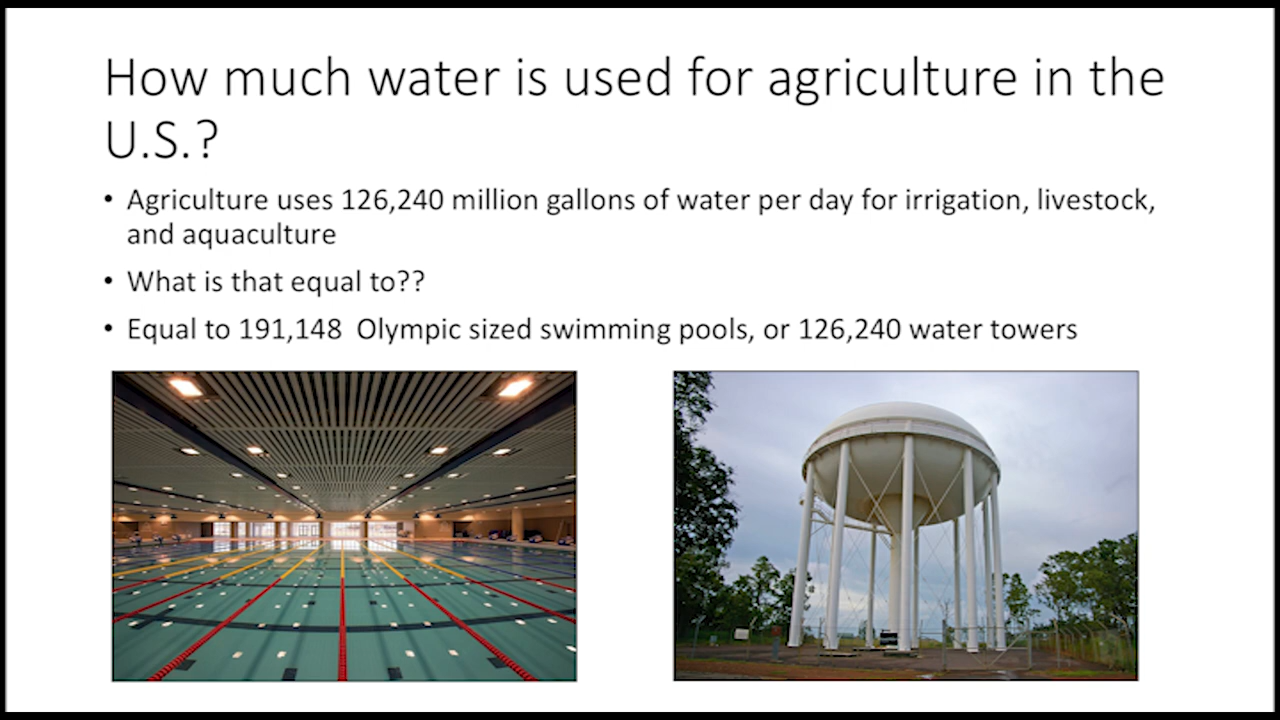 How much water is used for agriculture in the
U.S.?
• Agriculture uses 126,240 million gallons of water per day for irrigation, livestock,
and aquaculture
• What is that equal to??
• Equal to 191,148  Olympic sized swimming pools, or 126,240 water towers